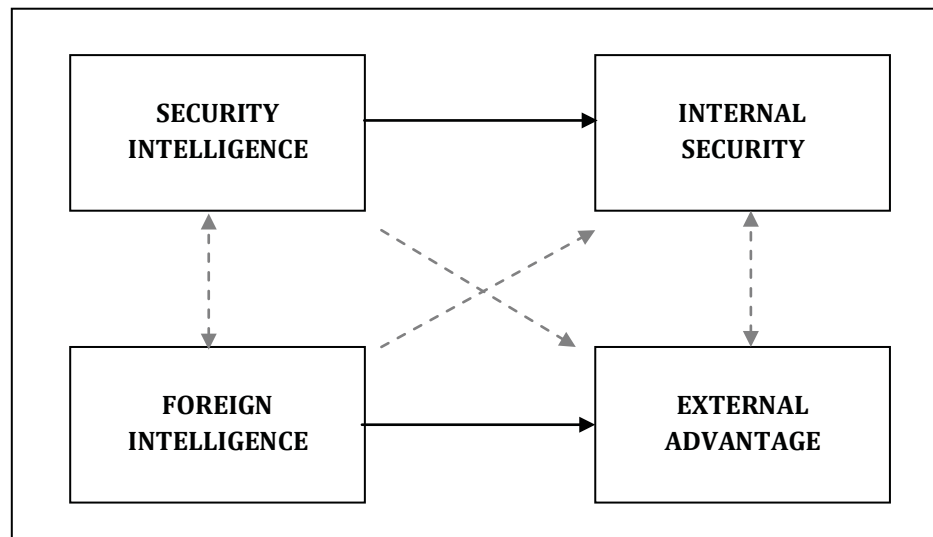 SECURITY
INTELLIGENCE
INTERNAL
SECURITY
FOREIGN
INTELLIGENCE
EXTERNAL
ADVANTAGE